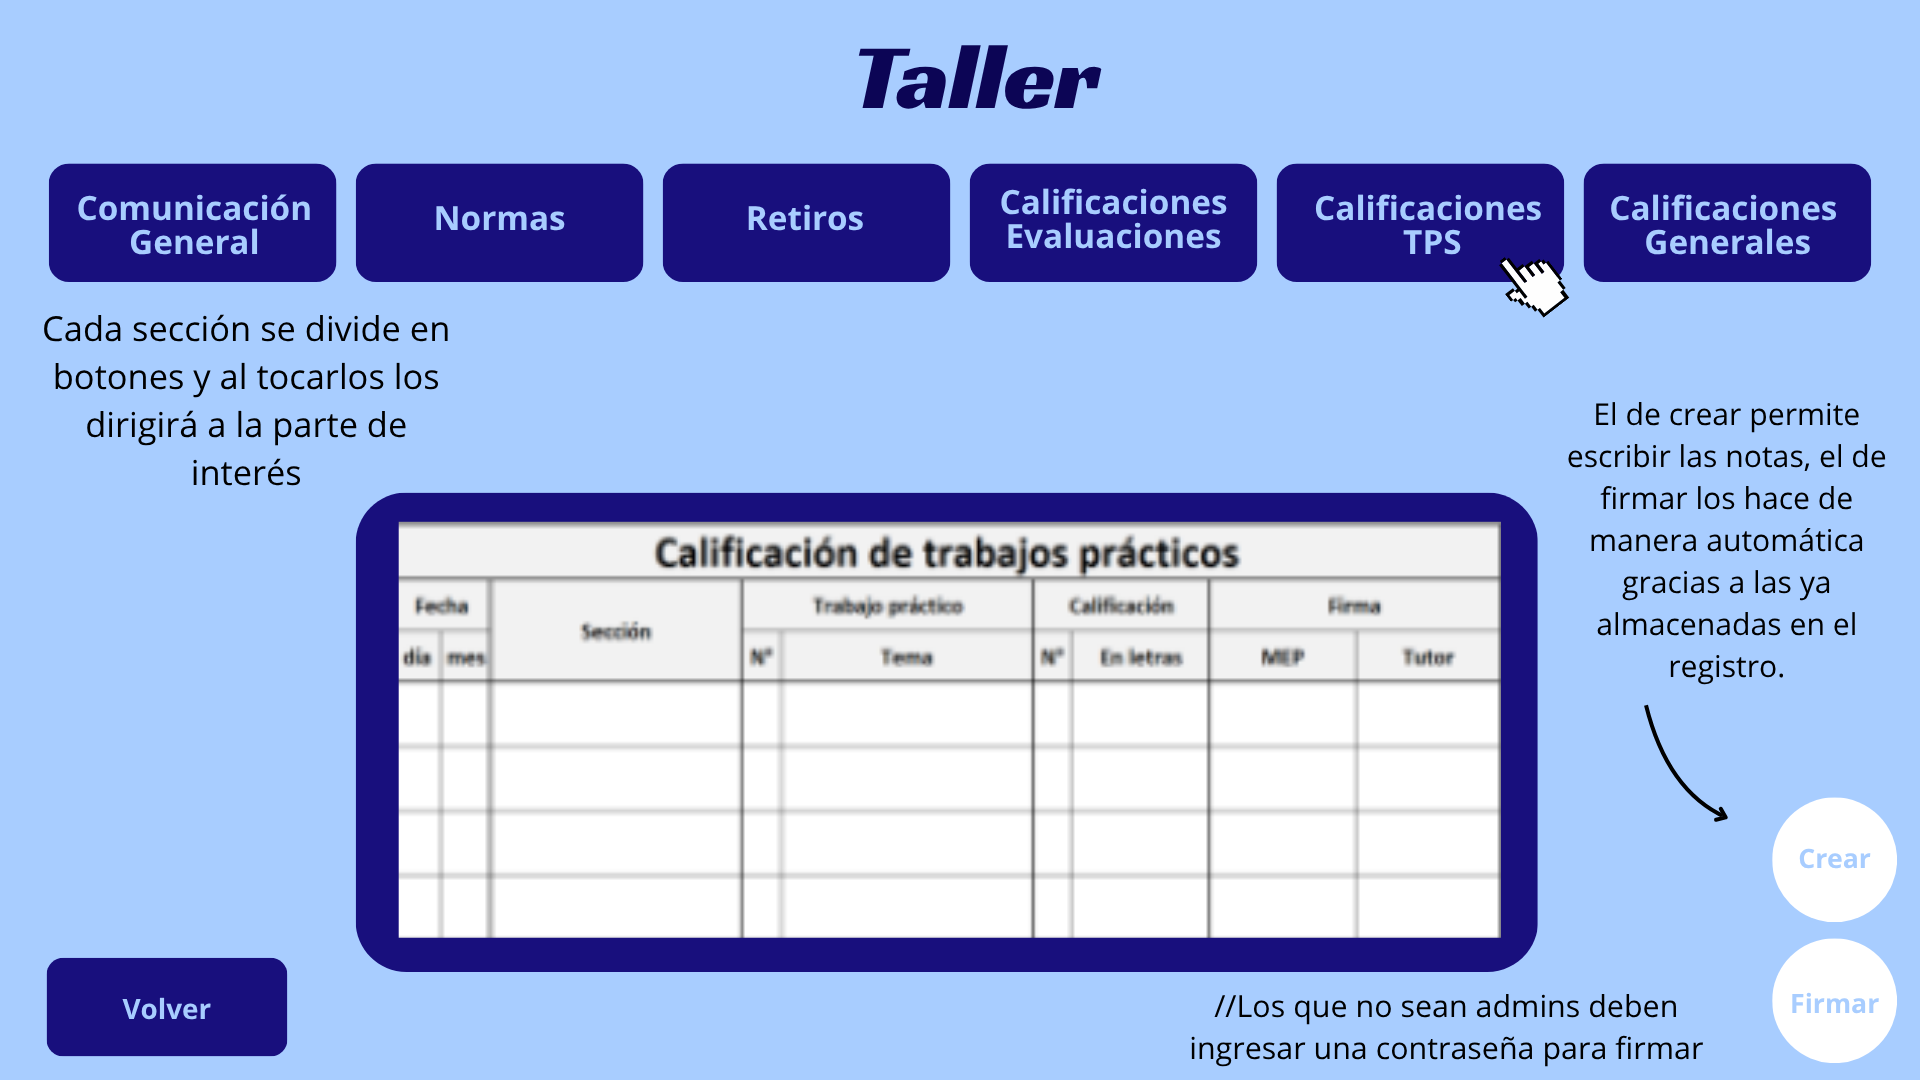 Taller
Comunicación
General
Normas
Retiros
Calificaciones
Evaluaciones
Calificaciones
TPS
Calificaciones
Generales
Cada sección se divide en
botones y al tocarlos los
dirigirá a la parte de
interés
El de crear permite
escribir las notas, el de
firmar los hace de
manera automática
gracias a las ya
almacenadas en el
registro.
Calificación de trabajos prácticos
Fecha
Sección
Trabajo práctico
Calificación
Firma
día
mes
N°
Tema
N°
En letras
MEP
Tutor
Crear
Firmar
Volver
//Los que no sean admins deben
ingresar una contraseña para firmar